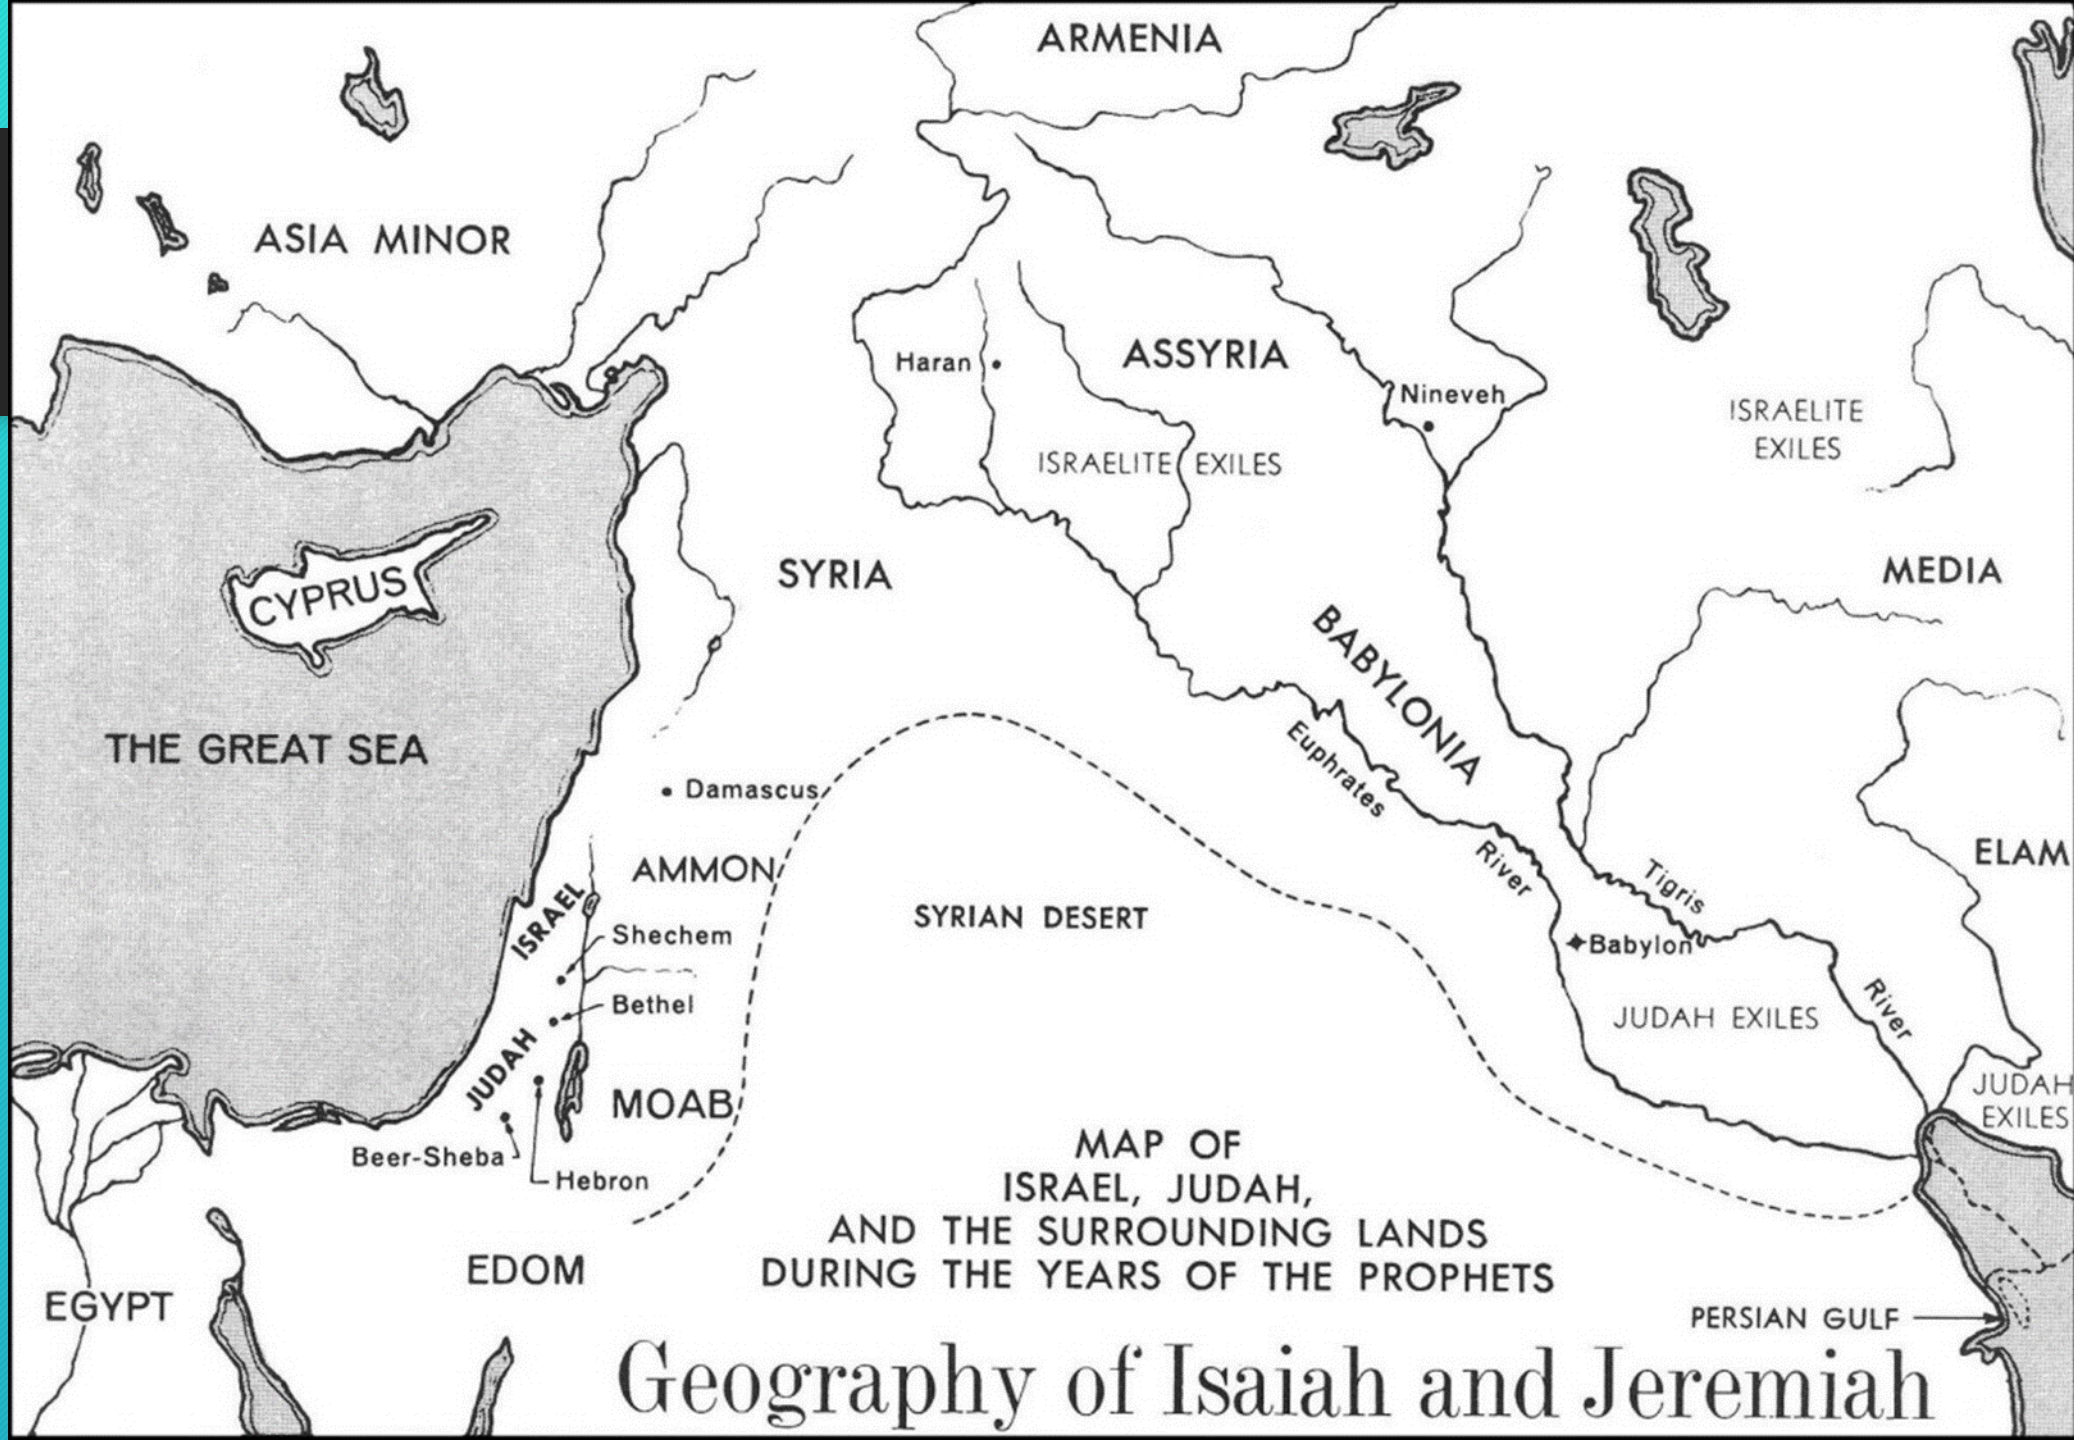 ARMENIA
ASIA MINOR
Haran
ASSYRIA
Nineveh
ISRAELITE
EXILES
ISRAELITE EXILES
CYPRUS
SYRIA
MEDIA
BABYLONIA
THE GREAT SEA
Euphrates
River
Damascus
AMMON
ELAM
Tigris
River
ISRAEL
SYRIAN DESERT
Shechem
Babylon
Bethel
JUDAH EXILES
JUDAH
MOAB
JUDAH
EXILES
Beer-Sheba
Hebron
MAP OF
ISRAEL, JUDAH,
AND THE SURROUNDING LANDS
DURING THE YEARS OF THE PROPHETS
EDOM
EGYPT
PERSIAN GULF
Geography of Isaiah and Jeremiah